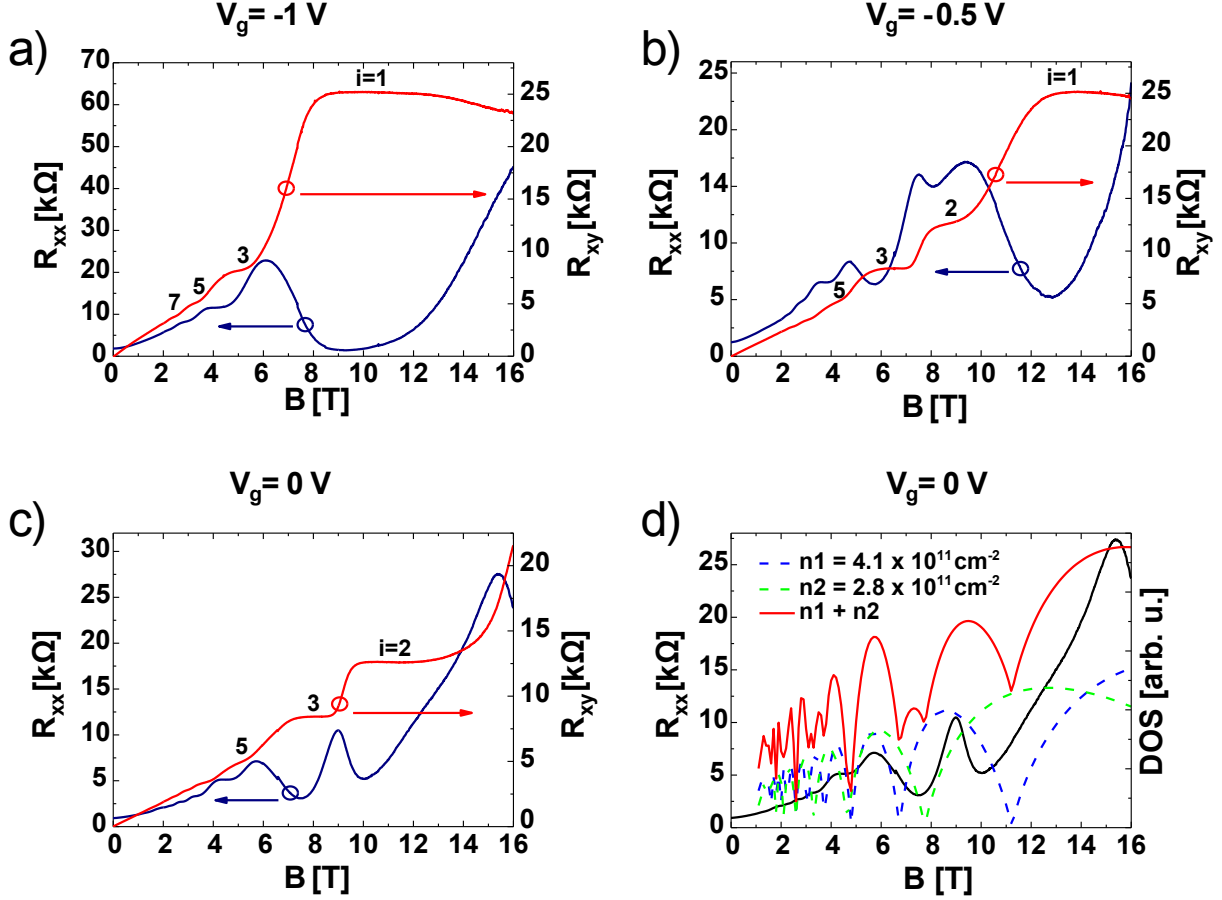 V_g= -1 V
a)
R_xx [kΩ]
70
60
50
40
30
20
10
0
i=1
3
5
7
25
20
15
10
5
0
R_xy [kΩ]
0 2 4 6 8 10 12 14 16
B [T]
V_g= -0.5 V
b)
R_xx [kΩ]
25
20
14
10
5
0
i=1
2
3
5
25
20
15
10
5
0
R_xy [kΩ]
0 2 4 6 8 10 12 14 16
B [T]
V_g= 0 V
c)
R_xx [kΩ]
30
25
20
15
10
5
0
i=2
3
5
20
15
10
5
0
R_xy [kΩ]
0 2 4 6 8 10 12 14 16
B [T]
V_g= 0 V
d)
R_xx [kΩ]
25
20
15
10
5
0
n1 = 4.1 x 10^11 cm^-2
n2 = 2.8 x 10^11 cm^-2
n1 + n2
DOS [arb. u.]
0 2 4 6 8 10 12 14 16
B [T]